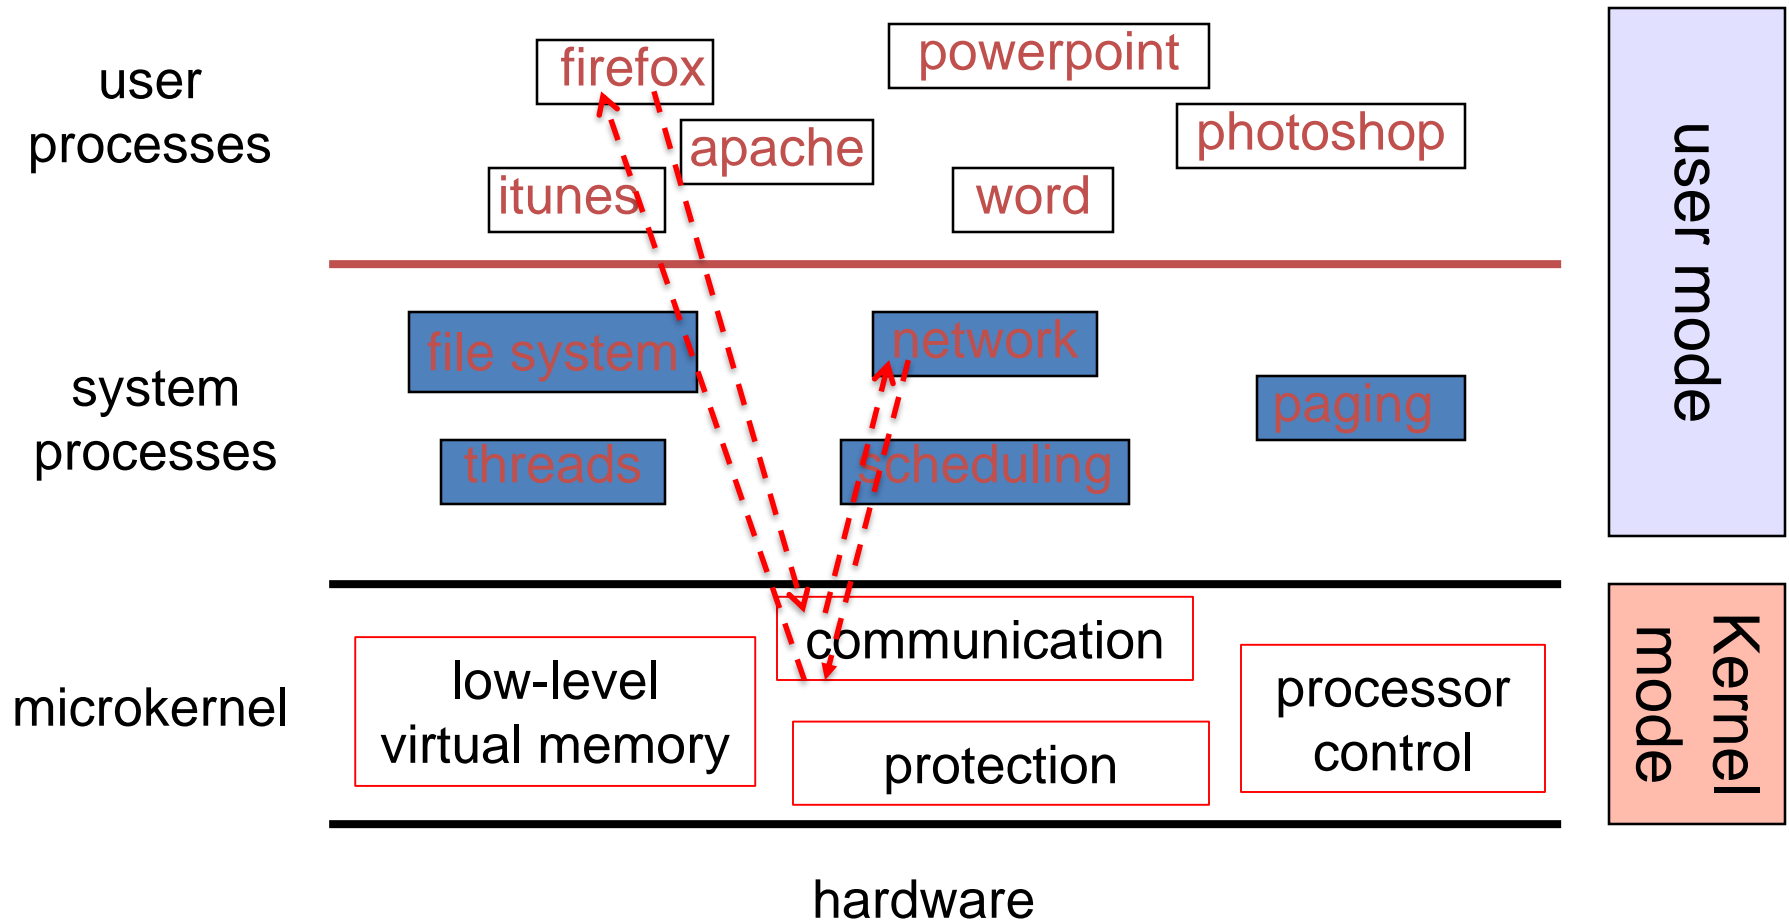 user
processes
firefox
powerpoint
apache
photoshop
itunes
word
user mode
system
processes
file system
network
paging
threads
scheduling
microkernel
low-level
virtual memory
communication
protection
processor
control
Kernel
mode
hardware